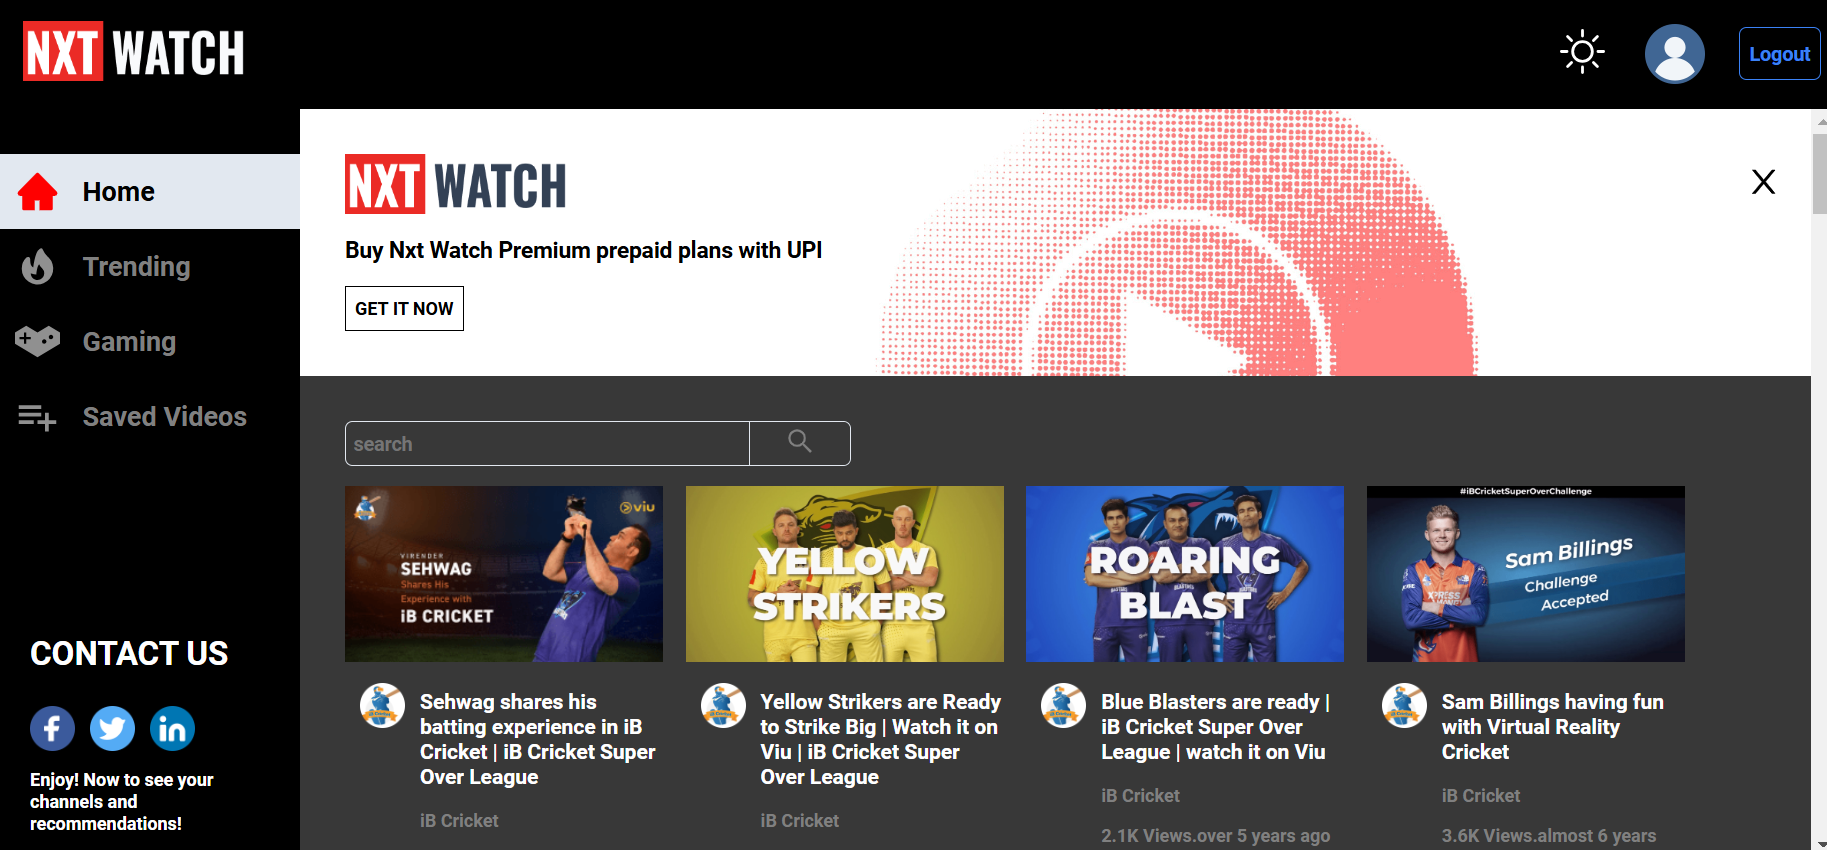 NXT WATCH
Logout
Home
Trending
Gaming
Saved Videos
CONTACT US
Enjoy! Now to see your
channels and
recommendations!
NXT WATCH
X
Buy Nxt Watch Premium prepaid plans with UPI
GET IT NOW
search
viu
VIRENDER
SEHWAG
Shares His
Experience with
iB CRICKET
YELLOW
STRIKERS
ROARING
BLAST
#iBCricketSuperOverChallenge
Sam Billings
Challenge
Accepted
Sehwag shares his
batting experience in iB
Cricket | iB Cricket Super
Over League
iB Cricket
Yellow Strikers are Ready
to Strike Big | Watch it on
Viu | iB Cricket Super
Over League
iB Cricket
Blue Blasters are ready |
iB Cricket Super Over
League | watch it on Viu
iB Cricket
2.1K Views.over 5 years ago
Sam Billings having fun
with Virtual Reality
Cricket
iB Cricket
3.6K Views.almost 6 years